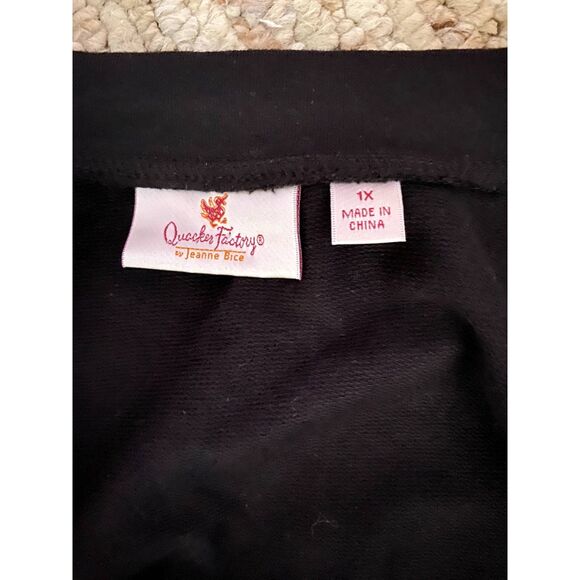 Quacker Factory®
by Jeanne Bice
1X
MADE IN
CHINA